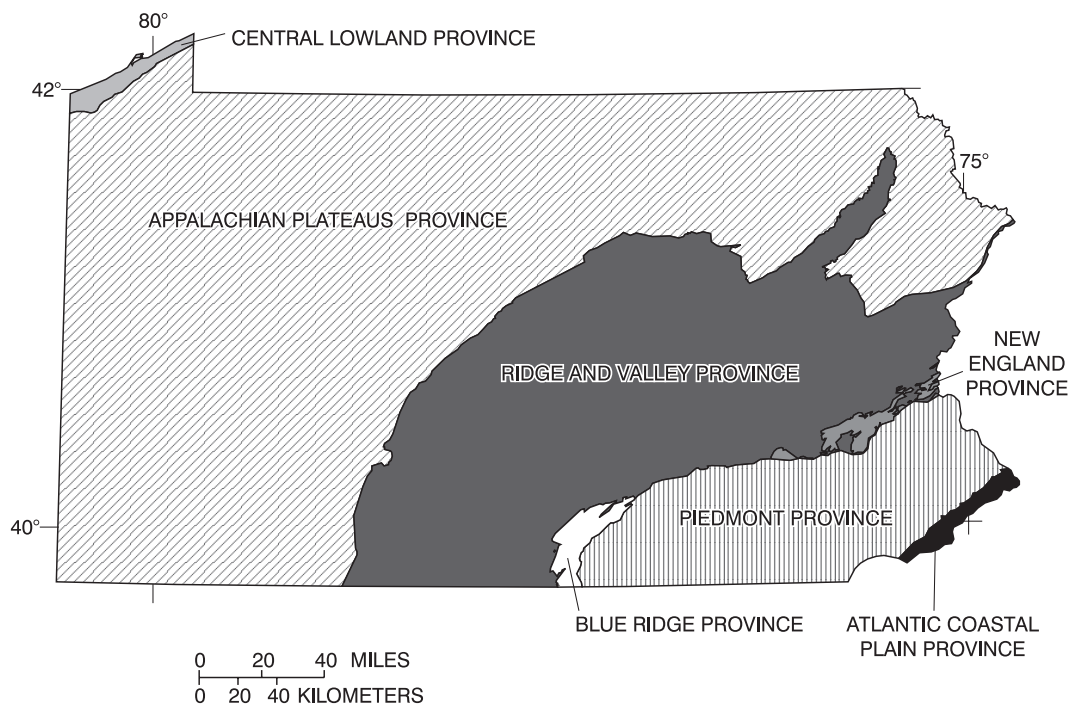 80°
CENTRAL LOWLAND PROVINCE
42°
75°
APPALACHIAN PLATEAUS PROVINCE
NEW
ENGLAND
PROVINCE
RIDGE AND VALLEY PROVINCE
40°
PIEDMONT PROVINCE
BLUE RIDGE PROVINCE
ATLANTIC COASTAL
PLAIN PROVINCE
0 20 40 MILES
0 20 40 KILOMETERS